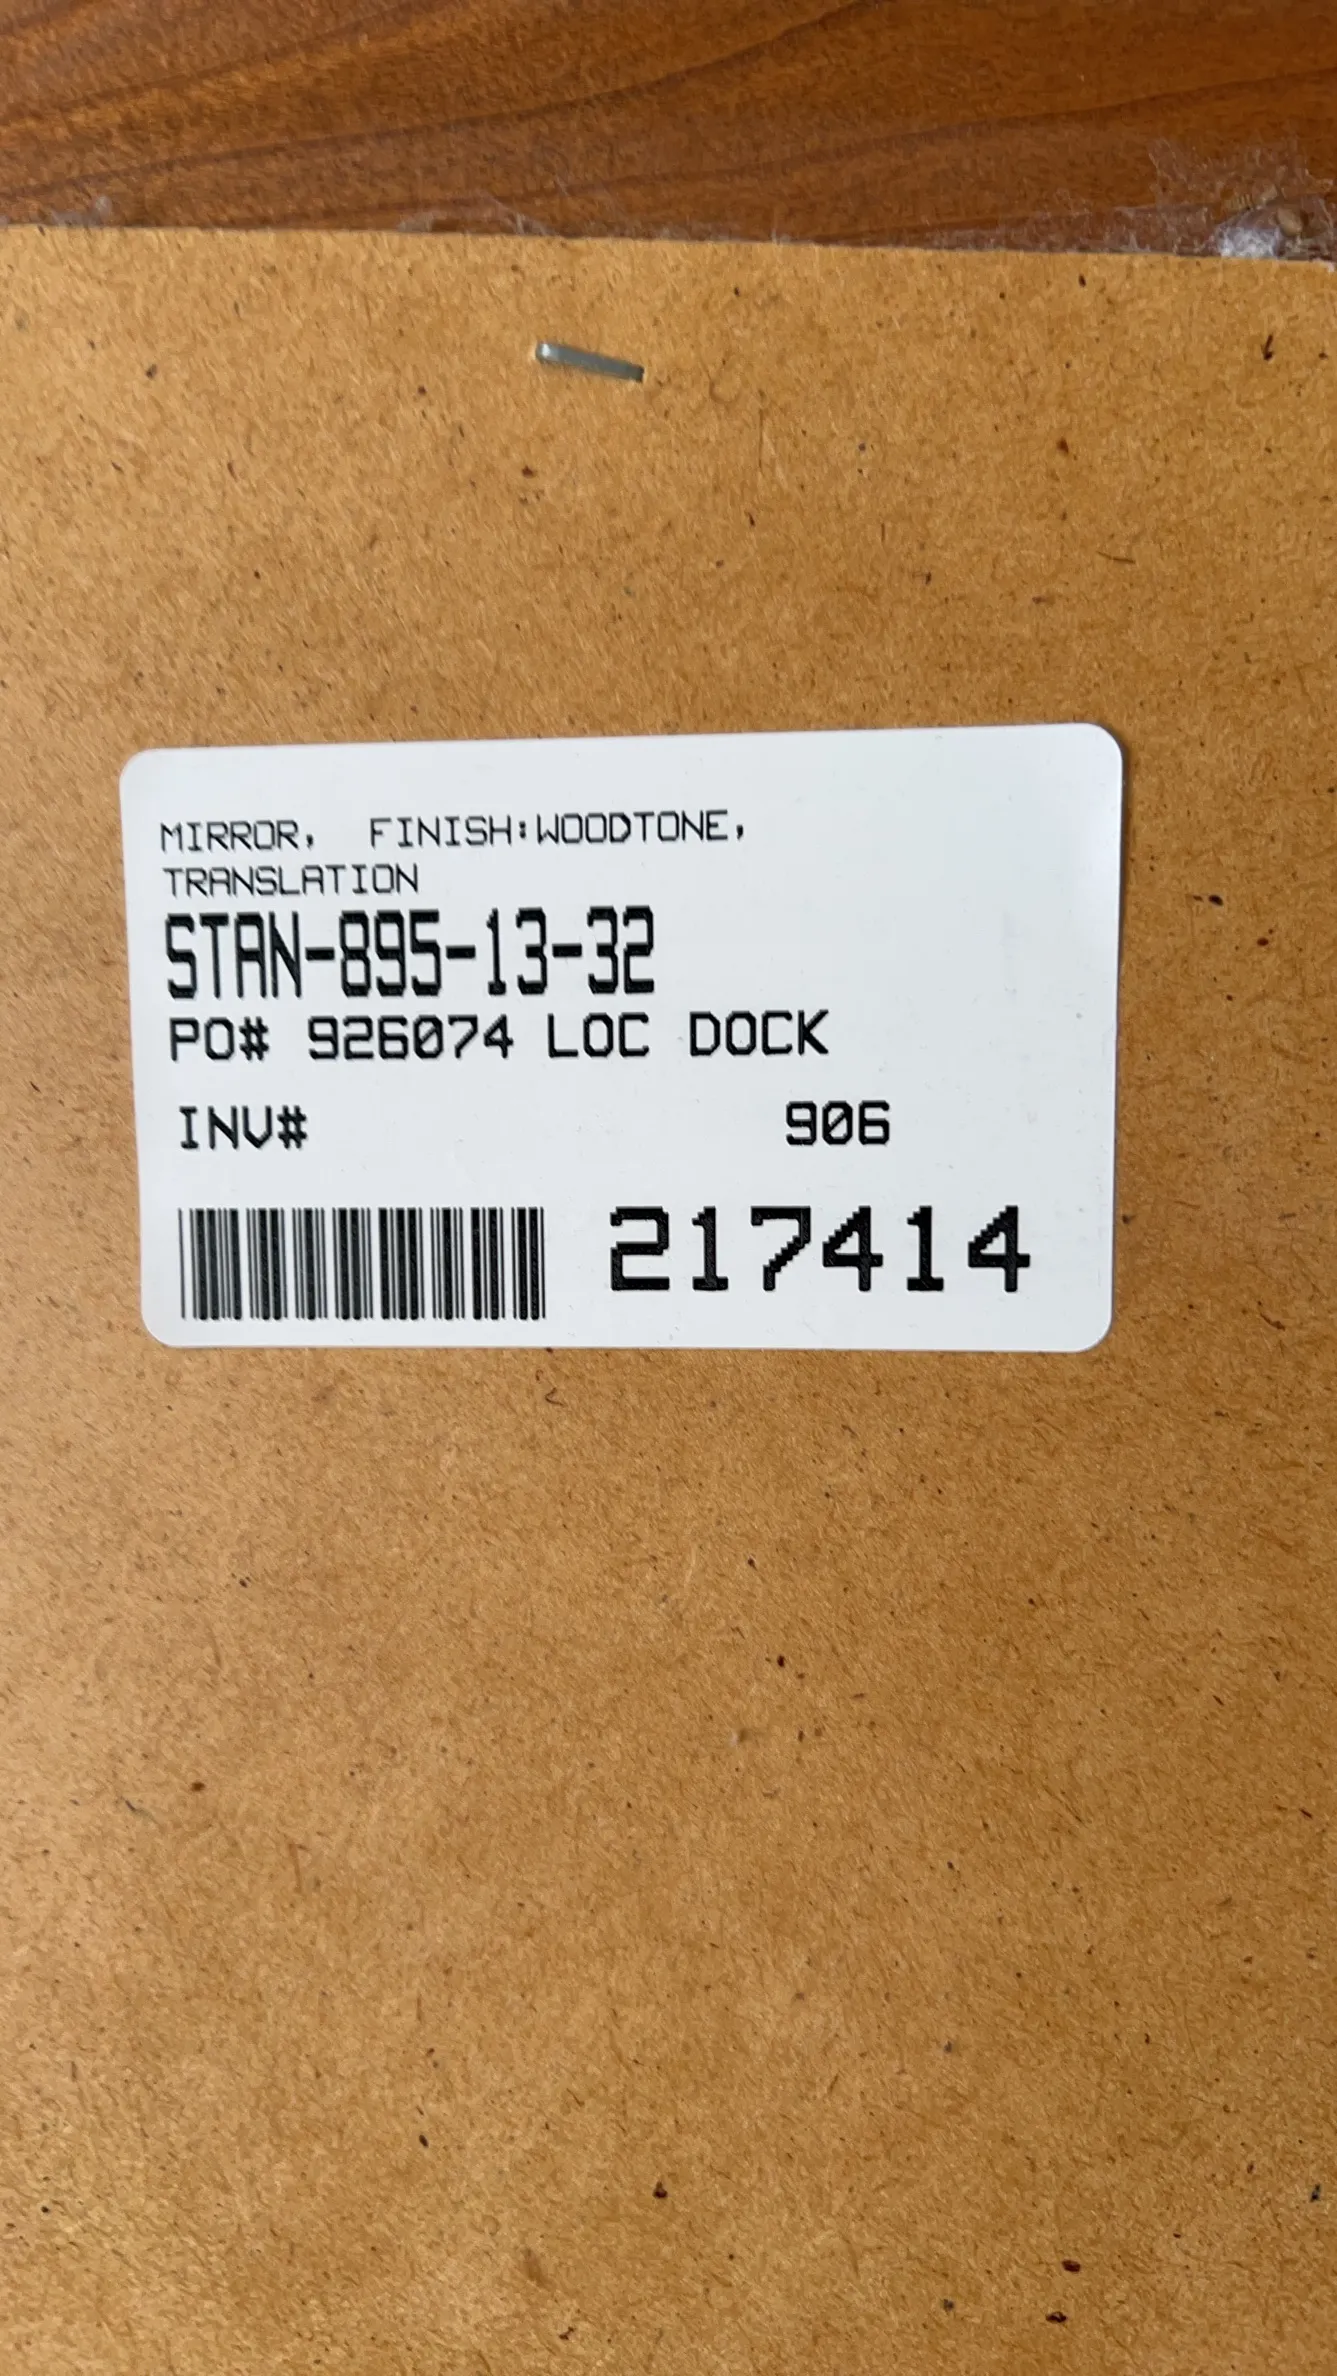 MIRROR,  FINISH:WOODTONE,
TRANSLATION
STAN-895-13-32
PO# 926074 LOC DOCK
INV# 906
217414